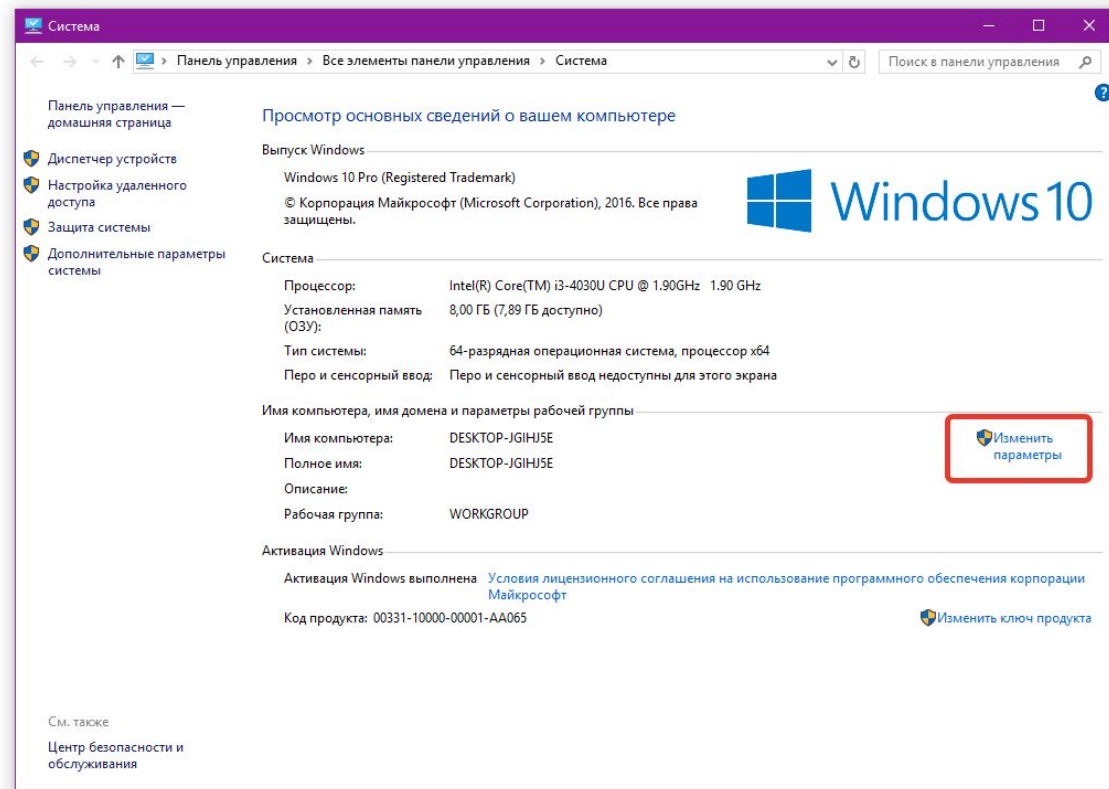 Система
Панель управления › Все элементы панели управления › Система
Поиск в панели управления
Панель управления —
домашняя страница
Диспетчер устройств
Настройка удаленного
доступа
Защита системы
Дополнительные параметры
системы
?
Просмотр основных сведений о вашем компьютере
Выпуск Windows
Windows 10 Pro (Registered Trademark)
© Корпорация Майкрософт (Microsoft Corporation), 2016. Все права
защищены.
Windows 10
Система
Процессор: Intel(R) Core(TM) i3-4030U CPU @ 1.90GHz 1.90 GHz
Установленная память 8,00 ГБ (7,89 ГБ доступно)
(ОЗУ):
Тип системы: 64-разрядная операционная система, процессор x64
Перо и сенсорный ввод: Перо и сенсорный ввод недоступны для этого экрана
Имя компьютера, имя домена и параметры рабочей группы
Имя компьютера: DESKTOP-JGIHJ5E
Изменить
параметры
Полное имя: DESKTOP-JGIHJ5E
Описание:
Рабочая группа: WORKGROUP
Активация Windows
Активация Windows выполнена Условия лицензионного соглашения на использование программного обеспечения корпорации
Майкрософт
Код продукта: 00331-10000-00001-AA065
Изменить ключ продукта
См. также
Центр безопасности и
обслуживания